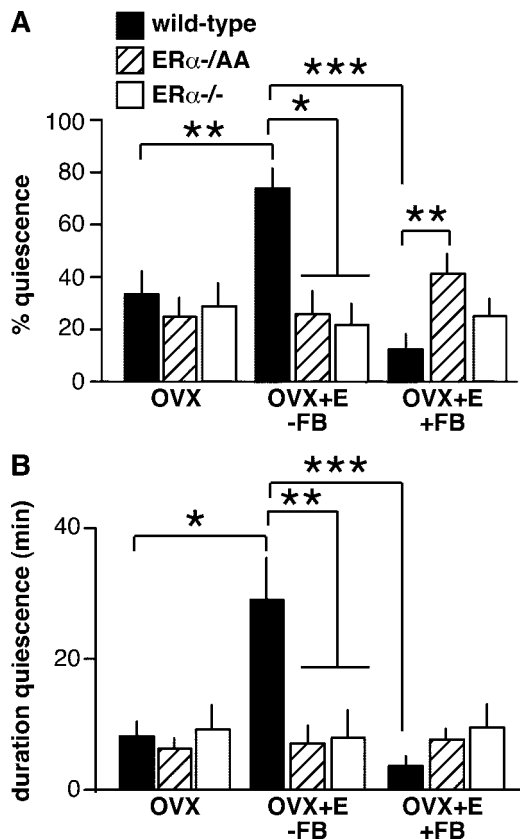 A
wild-type
ERα-/AA
ERα-/-
***
**
*
**
% quiescence
100
80
60
40
20
0
OVX
OVX+E
-FB
OVX+E
+FB
B
***
*
**
duration quiescence (min)
40
20
0
OVX
OVX+E
-FB
OVX+E
+FB